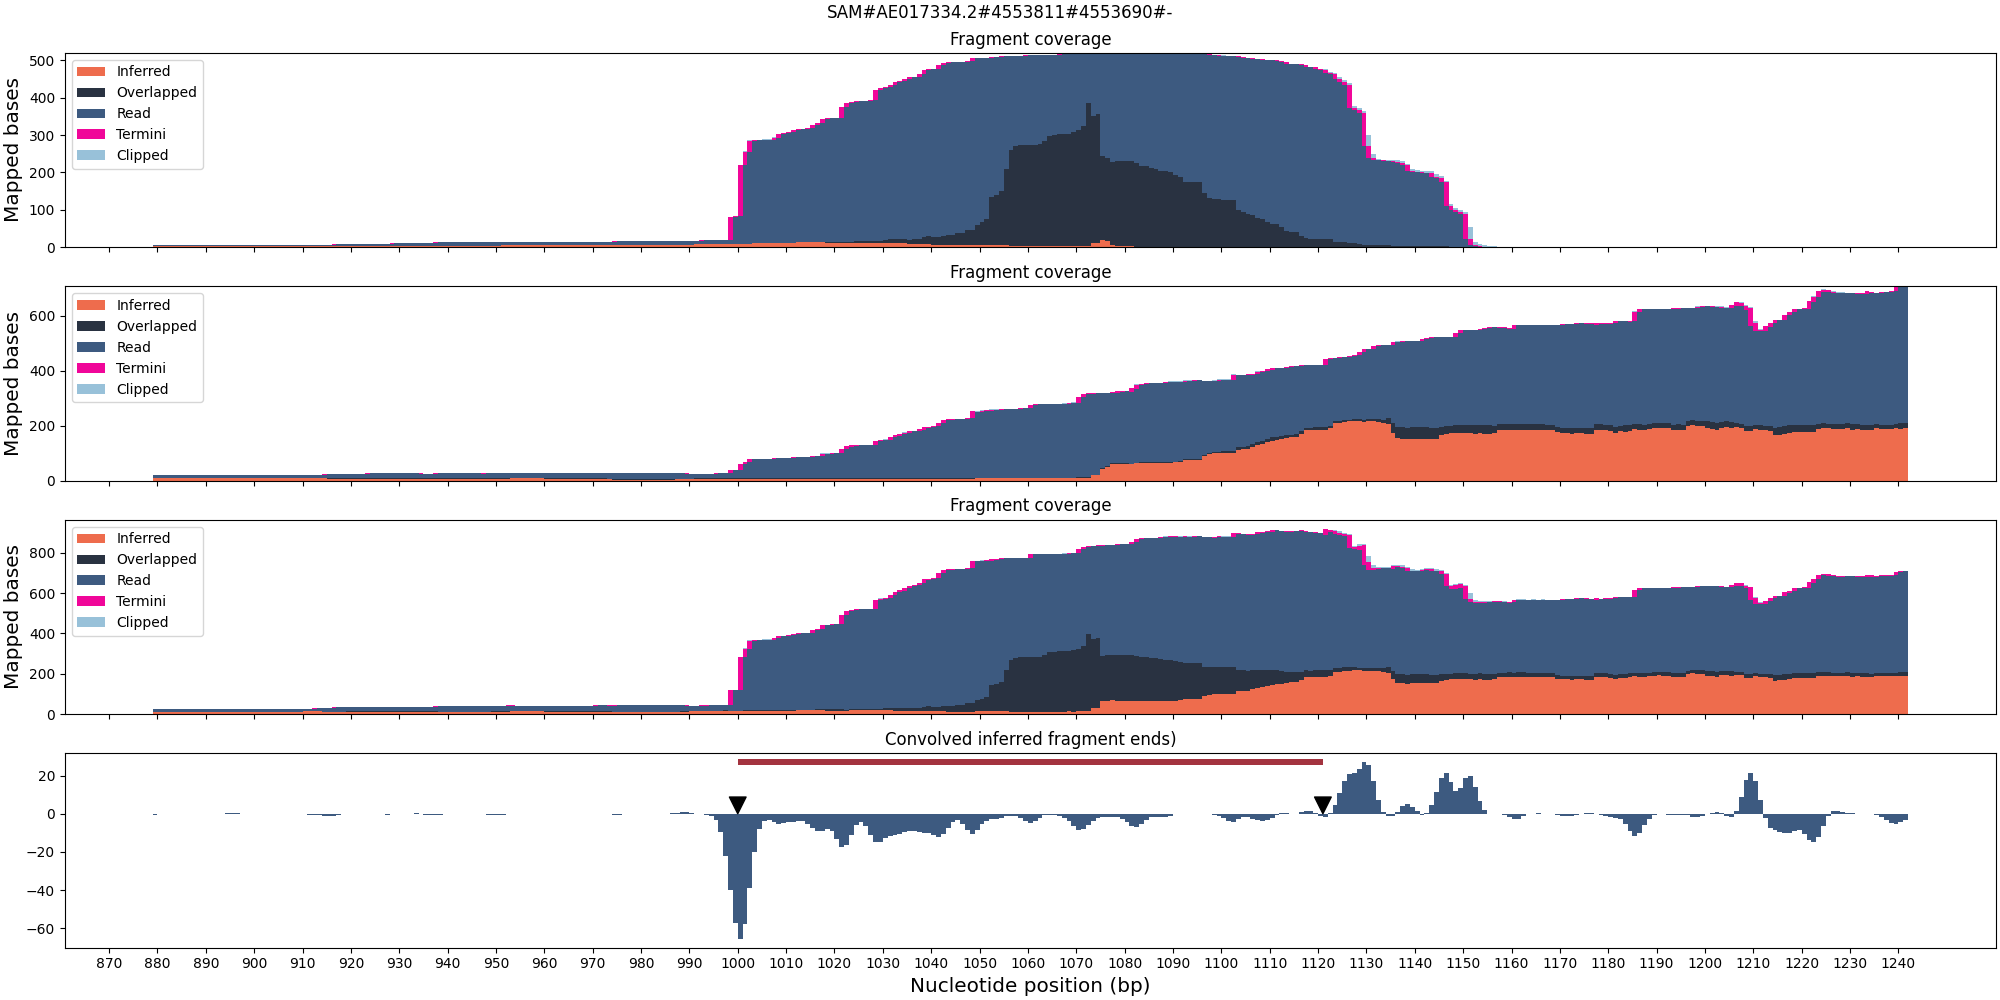 SAM#AE017334.2#4553811#4553690#-
Fragment coverage
Mapped bases
500
400
300
200
100
0
Inferred
Overlapped
Read
Termini
Clipped
Fragment coverage
Mapped bases
600
400
200
0
Inferred
Overlapped
Read
Termini
Clipped
Fragment coverage
Mapped bases
800
600
400
200
0
Inferred
Overlapped
Read
Termini
Clipped
Convolved inferred fragment ends)
20
0
−20
−40
−60
870 880 890 900 910 920 930 940 950 960 970 980 990 1000 1010 1020 1030 1040 1050 1060 1070 1080 1090 1100 1110 1120 1130 1140 1150 1160 1170 1180 1190 1200 1210 1220 1230 1240
Nucleotide position (bp)